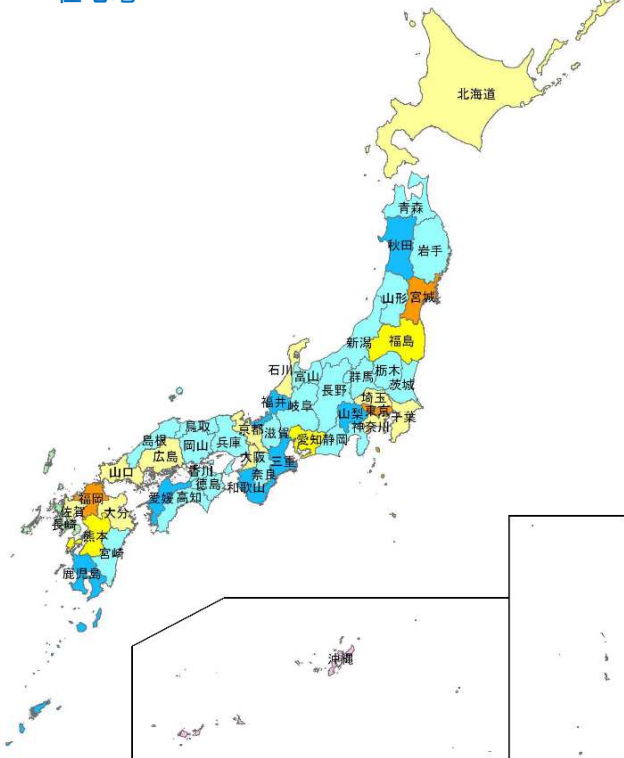 住宅地
北海道
青森
秋田
岩手
山形
宮城
新潟
福島
石川
富山
群馬
栃木
茨城
福井
岐阜
長野
山梨
埼玉
東京
千葉
神奈川
京都
滋賀
愛知
静岡
鳥取
島根
岡山
兵庫
広島
大阪
三重
奈良
和歌山
山口
香川
徳島
愛媛
高知
福岡
佐賀
大分
長崎
熊本
宮崎
鹿児島
沖縄